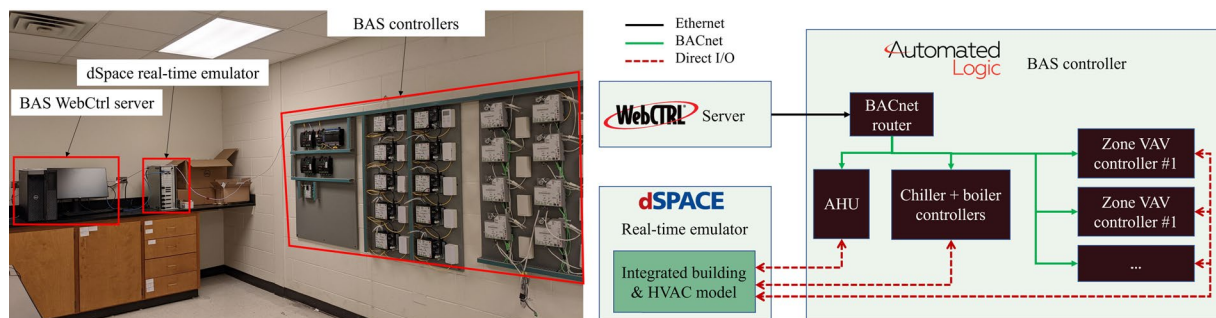 BAS controllers
dSpace real-time emulator
BAS WebCtrl server
Ethernet
BACnet
Direct I/O
WEBCTRL Server
dSPACE
Real-time emulator
Integrated building
& HVAC model
Automated
Logic
BAS controller
BACnet
router
AHU
Chiller + boiler
controllers
Zone VAV
controller #1
Zone VAV
controller #1
...